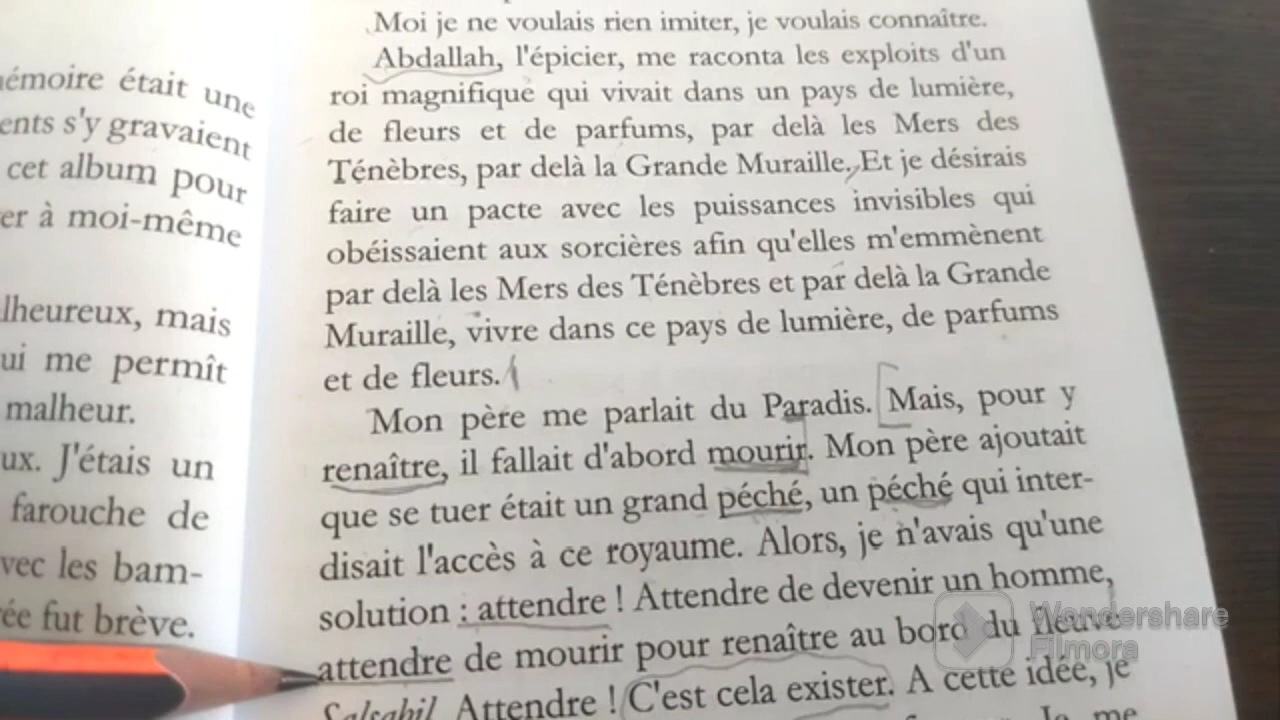 émoire était une
ents s'y gravaient
cet album pour
er à moi-même
lheureux, mais
ui me permît
malheur.
ux. J'étais un
farouche de
vec les bam-
ée fut brève.
Moi je ne voulais rien imiter, je voulais connaître.
Abdallah, l'épicier, me raconta les exploits d'un
roi magnifique qui vivait dans un pays de lumière,
de fleurs et de parfums, par delà les Mers des
Ténèbres, par delà la Grande Muraille. Et je désirais
faire un pacte avec les puissances invisibles qui
obéissaient aux sorcières afin qu'elles m'emmènent
par delà les Mers des Ténèbres et par delà la Grande
Muraille, vivre dans ce pays de lumière, de parfums
et de fleurs.
Mon père me parlait du Paradis. Mais, pour y
renaître, il fallait d'abord mourir. Mon père ajoutait
que se tuer était un grand péché, un péché qui inter-
disait l'accès à ce royaume. Alors, je n'avais qu'une
solution : attendre ! Attendre de devenir un homme,
attendre de mourir pour renaître au bord du fleuve
Salsabil. Attendre ! C'est cela exister. A cette idée, je
Je me
Wondershare
Filmora